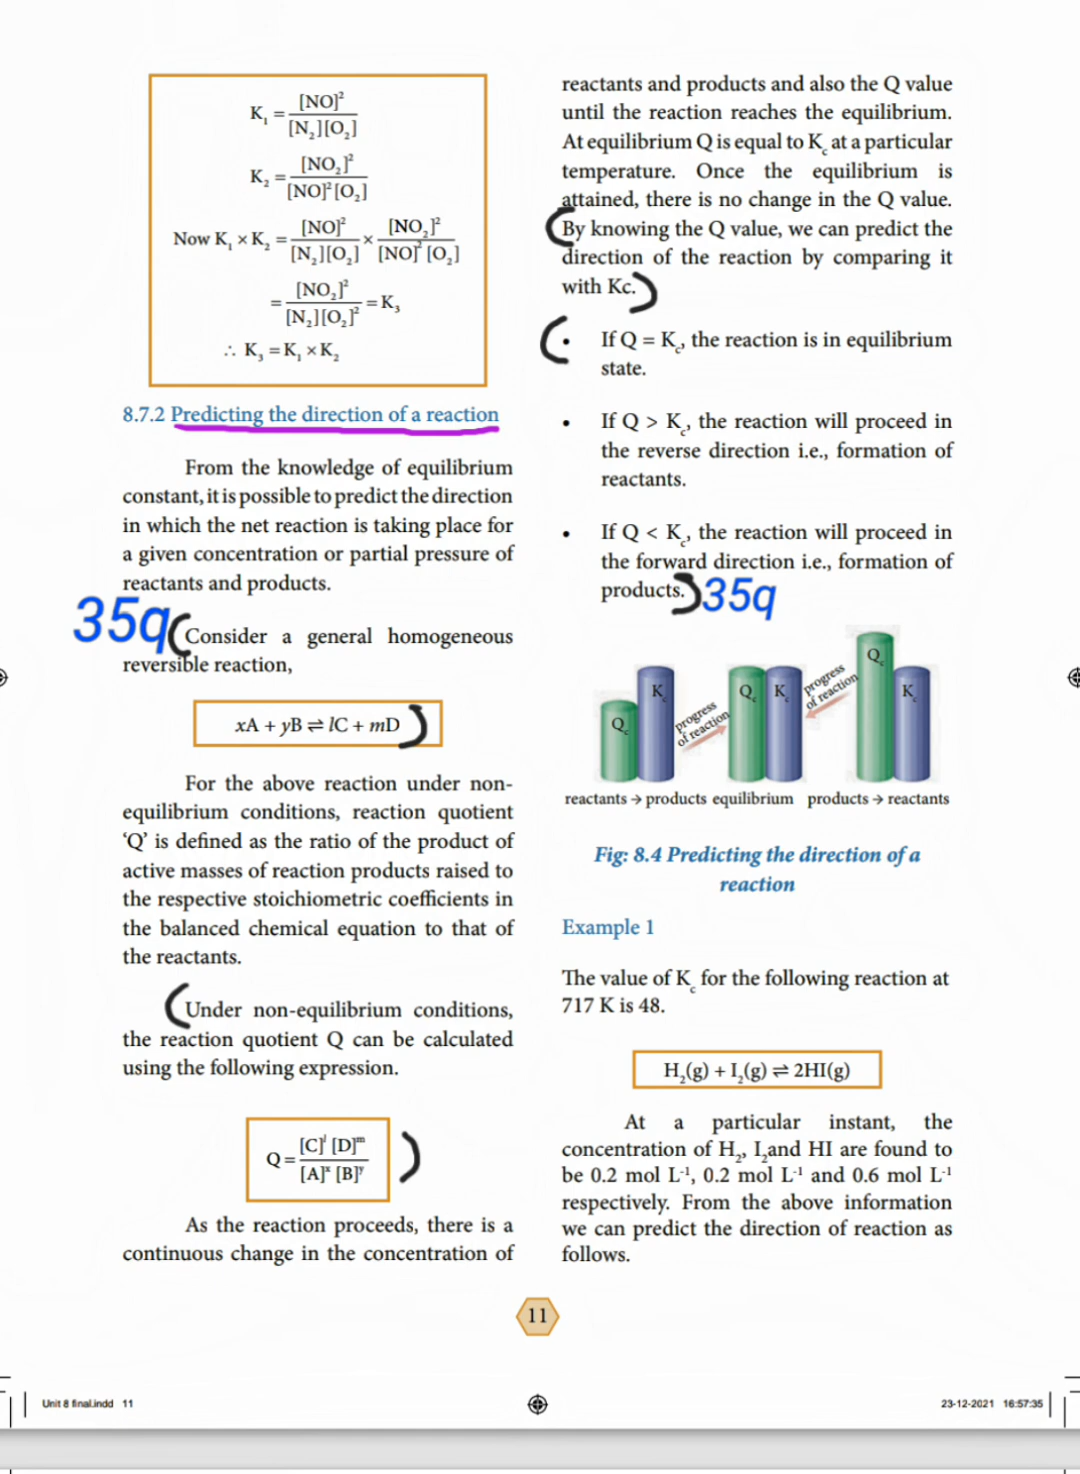 K₁ = [NO]² / [N₂][O₂]
K₂ = [NO₂]² / [NO]²[O₂]
Now K₁ × K₂ = [NO]² / [N₂][O₂] × [NO₂]² / [NO]² [O₂]
= [NO₂]² / [N₂][O₂]² = K₃
∴ K₃ = K₁ × K₂
8.7.2 Predicting the direction of a reaction
From the knowledge of equilibrium
constant, it is possible to predict the direction
in which the net reaction is taking place for
a given concentration or partial pressure of
reactants and products.
35q
(Consider a general homogeneous
reversible reaction,
xA + yB ⇌ lC + mD)
For the above reaction under non-
equilibrium conditions, reaction quotient
‘Q’ is defined as the ratio of the product of
active masses of reaction products raised to
the respective stoichiometric coefficients in
the balanced chemical equation to that of
the reactants.
(Under non-equilibrium conditions,
the reaction quotient Q can be calculated
using the following expression.
Q = [C]ˡ [D]ᵐ / [A]ˣ [B]ʸ )
As the reaction proceeds, there is a
continuous change in the concentration of
reactants and products and also the Q value
until the reaction reaches the equilibrium.
At equilibrium Q is equal to Kc at a particular
temperature. Once the equilibrium is
attained, there is no change in the Q value.
(By knowing the Q value, we can predict the
direction of the reaction by comparing it
with Kc.)
( • If Q = Kc, the reaction is in equilibrium
state.
• If Q > Kc, the reaction will proceed in
the reverse direction i.e., formation of
reactants.
• If Q < Kc, the reaction will proceed in
the forward direction i.e., formation of
products.) 35q
Qc Kc
progress
of reaction
Qc Kc
progress
of reaction
Qc Kc
reactants → products equilibrium products → reactants
Fig: 8.4 Predicting the direction of a
reaction
Example 1
The value of Kc for the following reaction at
717 K is 48.
H₂(g) + I₂(g) ⇌ 2HI(g)
At a particular instant, the
concentration of H₂, I₂and HI are found to
be 0.2 mol L⁻¹, 0.2 mol L⁻¹ and 0.6 mol L⁻¹
respectively. From the above information
we can predict the direction of reaction as
follows.
11
Unit 8 final.indd 11
23-12-2021 16:57:35